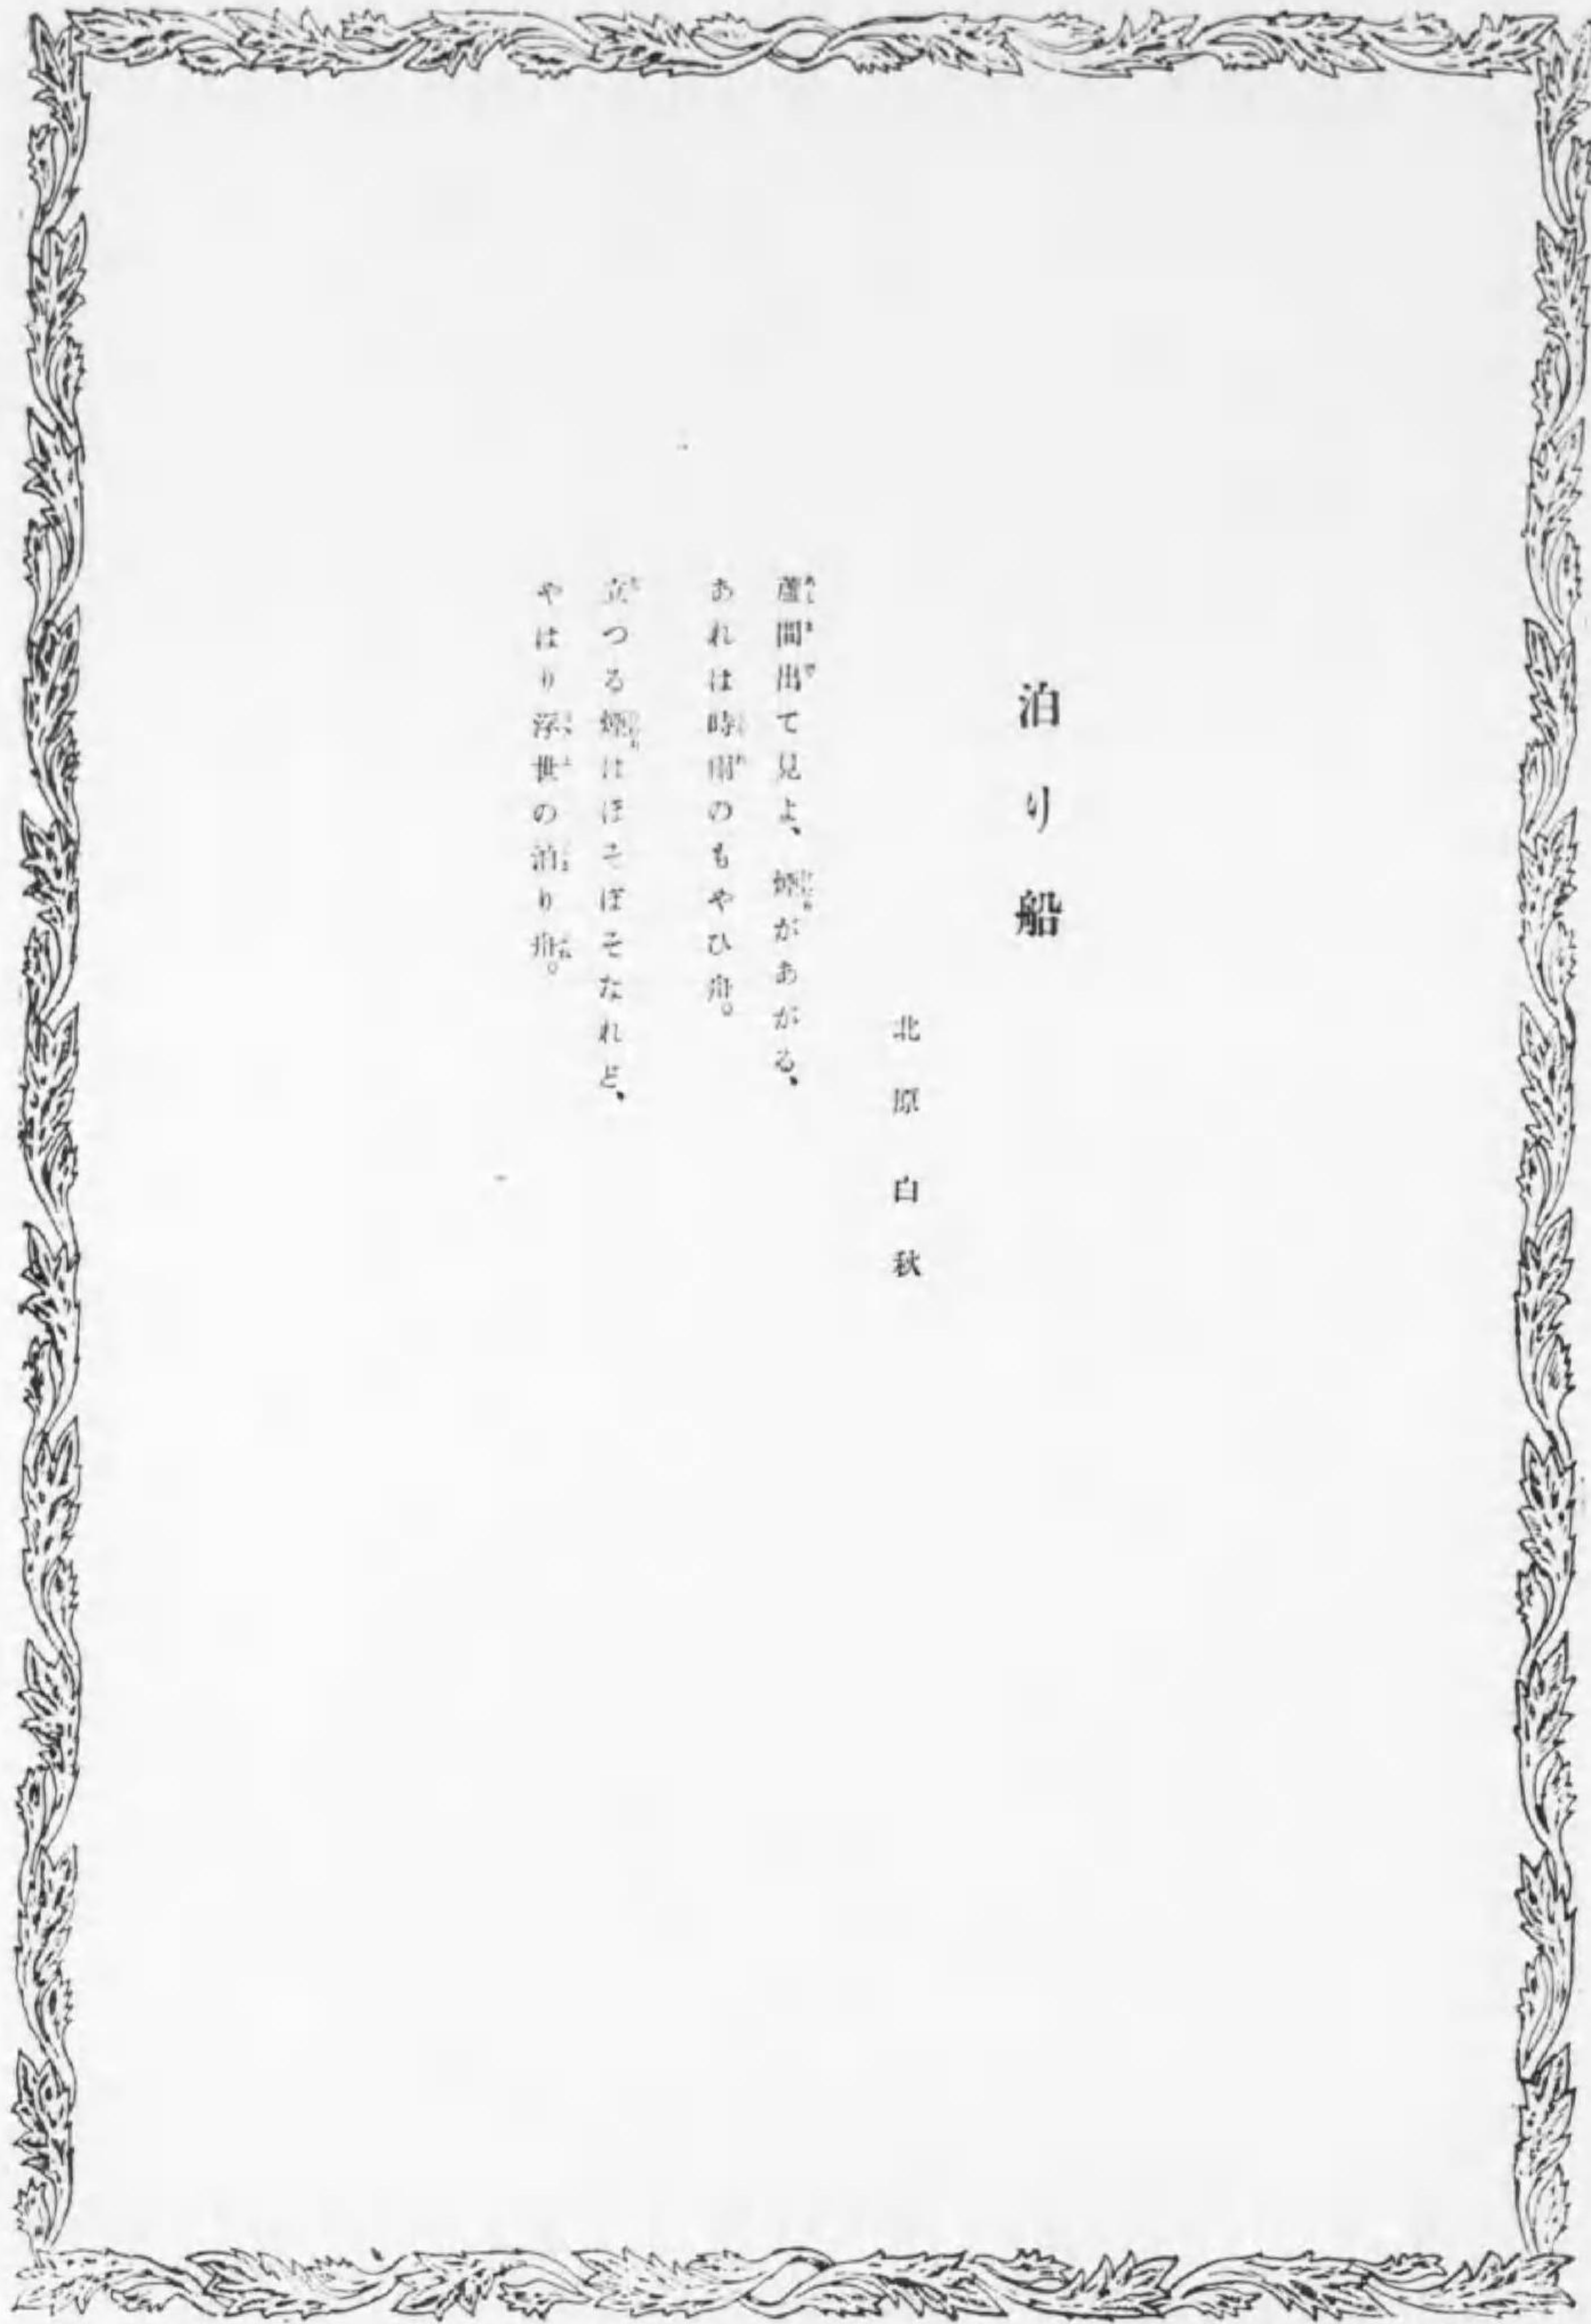 泊り船
北原白秋
蘆間出て見よ、煙があがる、
あれは時雨のもやひ舟。
立つる煙はほそぼそなれど、
やはり浮世の泊り舟。